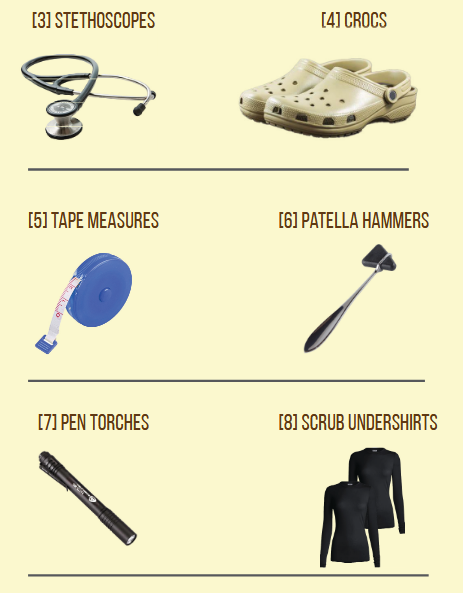 [3] STETHOSCOPES
[4] CROCS
[5] TAPE MEASURES
[6] PATELLA HAMMERS
[7] PEN TORCHES
[8] SCRUB UNDERSHIRTS